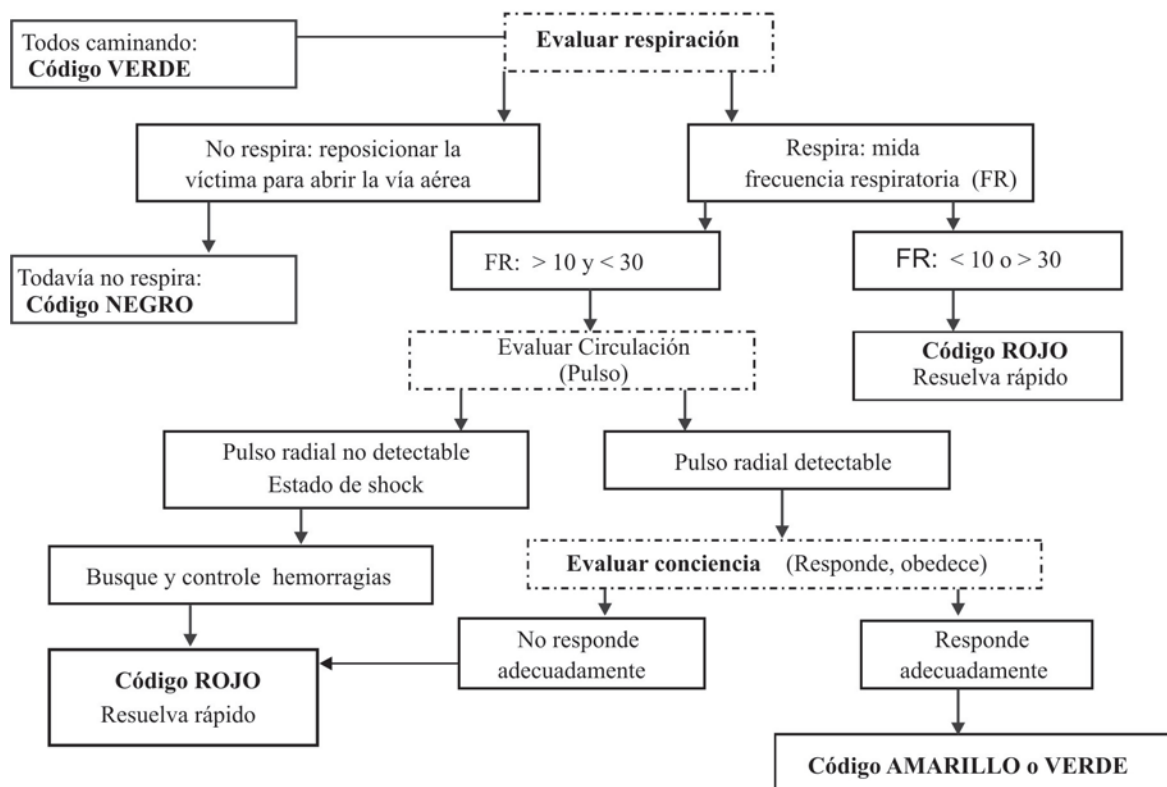 Todos caminando:
Código VERDE
Evaluar respiración
No respira: reposicionar la
víctima para abrir la vía aérea
Respira: mida
frecuencia respiratoria (FR)
Todavía no respira:
Código NEGRO
FR: > 10 y < 30
FR: < 10 o > 30
Evaluar Circulación
(Pulso)
Código ROJO
Resuelva rápido
Pulso radial no detectable
Estado de shock
Pulso radial detectable
Busque y controle hemorragias
Evaluar conciencia (Responde, obedece)
Código ROJO
Resuelva rápido
No responde
adecuadamente
Responde
adecuadamente
Código AMARILLO o VERDE